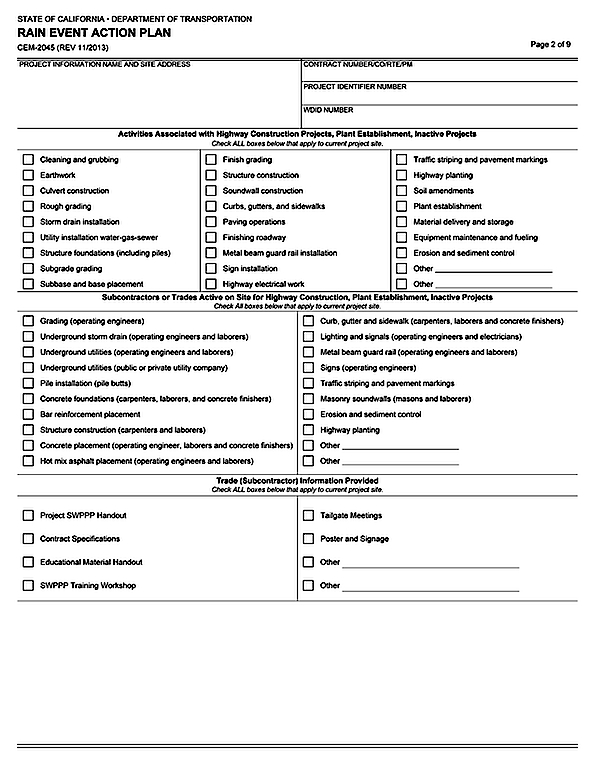 STATE OF CALIFORNIA • DEPARTMENT OF TRANSPORTATION
RAIN EVENT ACTION PLAN
CEM-2045 (REV 11/2013)
Page 2 of 9
PROJECT INFORMATION NAME AND SITE ADDRESS
CONTRACT NUMBER/CO/RTE/PM
PROJECT IDENTIFIER NUMBER
WDID NUMBER
Activities Associated with Highway Construction Projects, Plant Establishment, Inactive Projects
Check ALL boxes below that apply to current project site.
Cleaning and grubbing
Earthwork
Culvert construction
Rough grading
Storm drain installation
Utility installation water-gas-sewer
Structure foundations (including piles)
Subgrade grading
Subbase and base placement
Finish grading
Structure construction
Soundwall construction
Curbs, gutters, and sidewalks
Paving operations
Finishing roadway
Metal beam guard rail installation
Sign installation
Highway electrical work
Traffic striping and pavement markings
Highway planting
Soil amendments
Plant establishment
Material delivery and storage
Equipment maintenance and fueling
Erosion and sediment control
Other
Other
Subcontractors or Trades Active on Site for Highway Construction, Plant Establishment, Inactive Projects
Check All boxes below that apply to current project site.
Grading (operating engineers)
Underground storm drain (operating engineers and laborers)
Underground utilities (operating engineers and laborers)
Underground utilities (public or private utility company)
Pile installation (pile butts)
Concrete foundations (carpenters, laborers, and concrete finishers)
Bar reinforcement placement
Structure construction (carpenters and laborers)
Concrete placement (operating engineer, laborers and concrete finishers)
Hot mix asphalt placement (operating engineers and laborers)
Curb, gutter and sidewalk (carpenters, laborers and concrete finishers)
Lighting and signals (operating engineers and electricians)
Metal beam guard rail (operating engineers and laborers)
Signs (operating engineers)
Traffic striping and pavement markings
Masonry soundwalls (masons and laborers)
Erosion and sediment control
Highway planting
Other
Other
Trade (Subcontractor) Information Provided
Check ALL boxes below that apply to current project site.
Project SWPPP Handout
Contract Specifications
Educational Material Handout
SWPPP Training Workshop
Tailgate Meetings
Poster and Signage
Other
Other